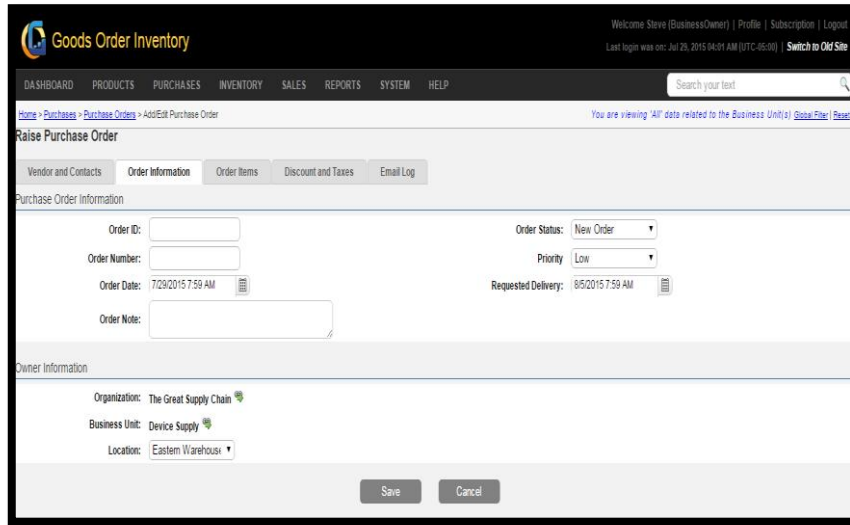 Welcome Steve (BusinessOwner) | Profile | Subscription | Logout
Goods Order Inventory
Last login was on: Jul 29, 2015 04:01 AM (UTC-05:00) | Switch to Old Site
DASHBOARD PRODUCTS PURCHASES INVENTORY SALES REPORTS SYSTEM HELP Search your text
Home > Purchases > Purchase Orders > Add/Edit Purchase Order You are viewing 'All' data related to the Business Unit(s) Global Filter | Reset
Raise Purchase Order
Vendor and Contacts Order Information Order Items Discount and Taxes Email Log
Purchase Order Information
Order ID: Order Status: New Order
Order Number: Priority Low
Order Date: 7/29/2015 7:59 AM Requested Delivery: 8/5/2015 7:59 AM
Order Note:
Owner Information
Organization: The Great Supply Chain
Business Unit: Device Supply
Location: Eastern Warehouse
Save Cancel